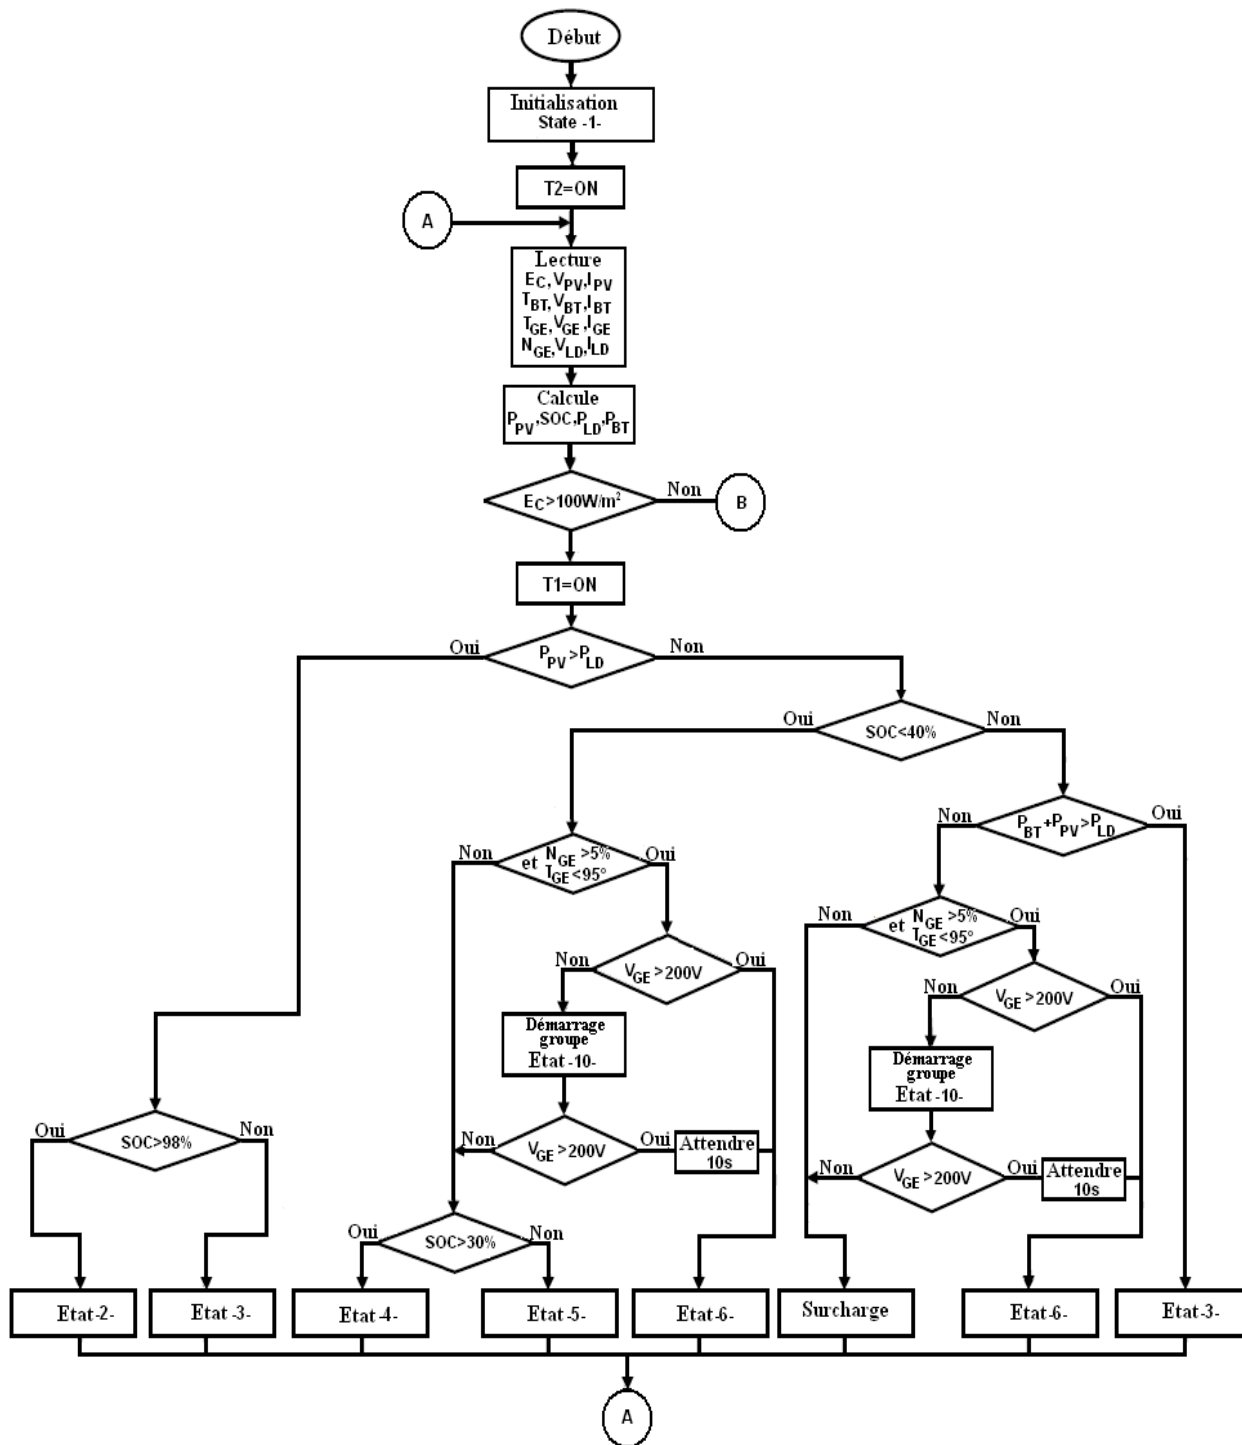 Début
Initialisation
State -1-
T2=ON
A
Lecture
EC,VPV,IPV
TBT,VBT,IBT
TGE,VGE,IGE
NGE,VLD,ILD
Calcule
PPV,SOC,PLD,PBT
EC>100W/m²
Non
B
T1=ON
Oui
PPV>PLD
Non
Oui
SOC<40%
Non
Non
PBT+PPV>PLD
Oui
Non
et NGE>5%
TGE<95°
Oui
Non
et NGE>5%
TGE<95°
Oui
Non
VGE>200V
Oui
Non
VGE>200V
Oui
Démarrage
groupe
Etat-10-
Démarrage
groupe
Etat-10-
Oui
SOC>98%
Non
Non
VGE>200V
Oui
Attendre
10s
Non
VGE>200V
Oui
Attendre
10s
Oui
SOC>30%
Non
Etat-2-
Etat-3-
Etat-4-
Etat-5-
Etat-6-
Surcharge
Etat-6-
Etat-3-
A